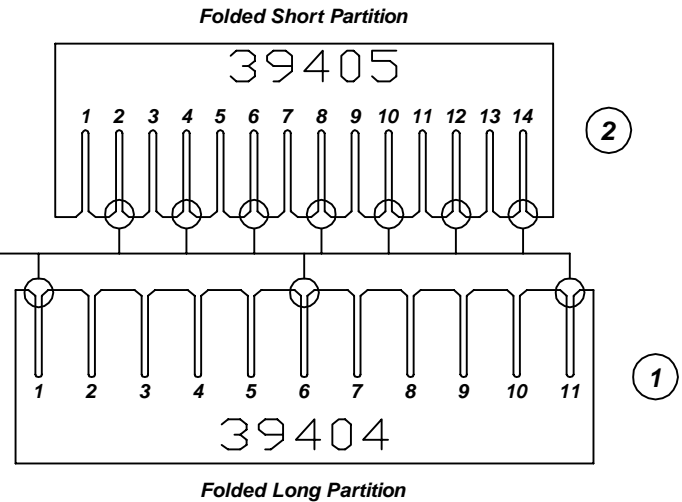 Folded Short Partition
39405
1 2 3 4 5 6 7 8 9 10 11 12 13 14
2
1
1 2 3 4 5 6 7 8 9 10 11
39404
Folded Long Partition